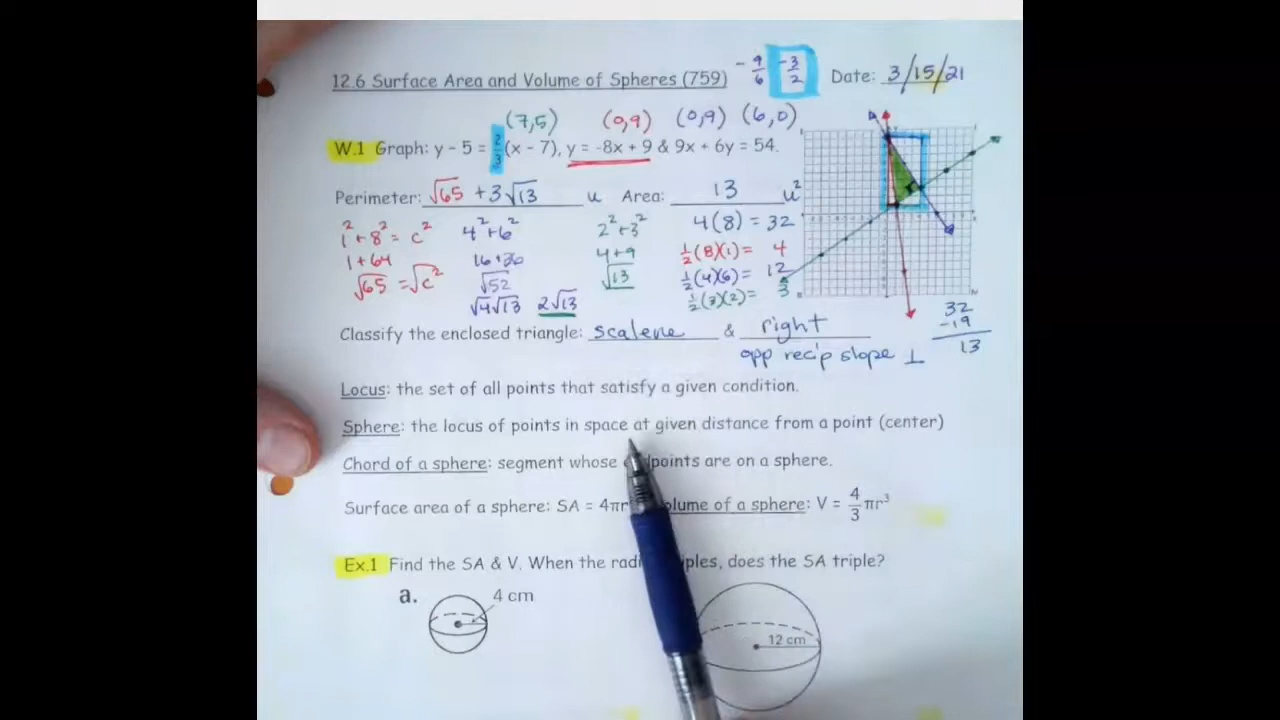 12.6 Surface Area and Volume of Spheres (759) - 9/6 -3/2 Date: 3/15/21
(7,5) (0,9) (0,9) (6,0)
W.1 Graph: y - 5 = 2/3(x - 7), y = -8x + 9 & 9x + 6y = 54.
Perimeter: √65 + 3√13 u Area: 13 u²
1² + 8² = c² 4² + 6² 2² + 3² 4(8) = 32
1 + 64 16 + 36 4 + 9 ½(8)(1) = 4
√65 = √c² √52 √13 ½(4)(6) = 12
√4√13 2√13 ½(3)(2) = 3
32
-19
13
Classify the enclosed triangle: scalene & right
opp recip slope ⊥
Locus: the set of all points that satisfy a given condition.
Sphere: the locus of points in space at given distance from a point (center)
Chord of a sphere: segment whose points are on a sphere.
Surface area of a sphere: SA = 4πr of a sphere: V = 4/3 πr³
Ex.1 Find the SA & V. When the does the SA triple?
a. 4 cm
12 cm